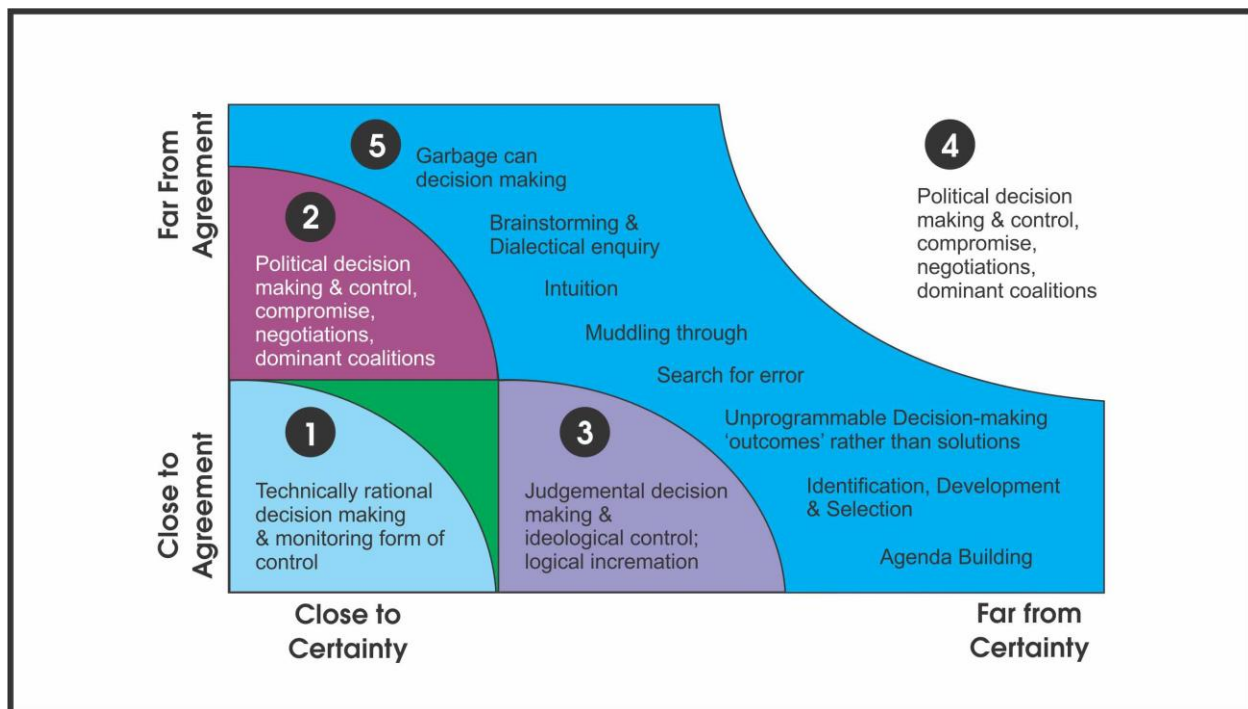 Far From
Agreement
Close to
Agreement
5
Garbage can
decision making
Brainstorming &
Dialectical enquiry
Intuition
Muddling through
Search for error
Unprogrammable Decision-making
‘outcomes’ rather than solutions
Identification, Development
& Selection
Agenda Building
4
Political decision
making & control,
compromise,
negotiations,
dominant coalitions
2
Political decision
making & control,
compromise,
negotiations,
dominant coalitions
1
Technically rational
decision making
& monitoring form of
control
3
Judgemental decision
making &
ideological control;
logical incremation
Close to
Certainty
Far from
Certainty